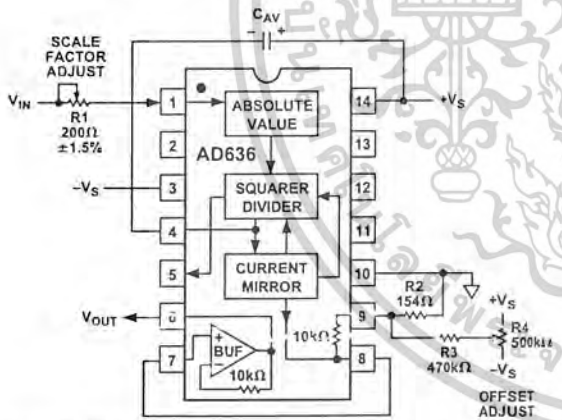 CAV
− +
SCALE
FACTOR
ADJUST
VIN
R1
200Ω
±1.5%
1
ABSOLUTE
VALUE
14
+VS
2
AD636
13
−VS
3
SQUARER
DIVIDER
12
4
11
5
CURRENT
MIRROR
10
R2
154Ω
VOUT
6
9
+VS
R4
500kΩ
10kΩ
7
+
BUF
−
8
R3
470kΩ
−VS
10kΩ
OFFSET
ADJUST